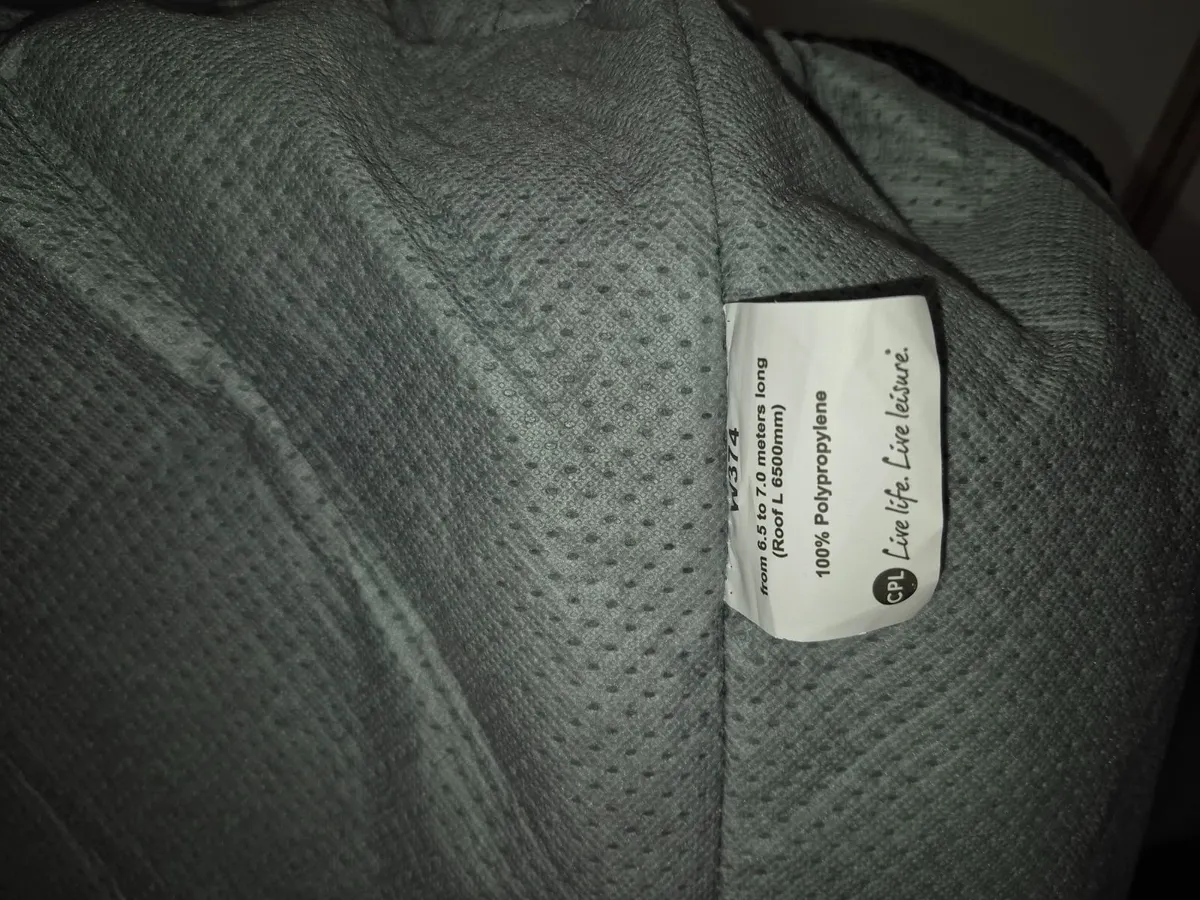 W374
from 6.5 to 7.0 meters long
(Roof L 6500mm)
100% Polypropylene
CPL Live life. Live leisure.